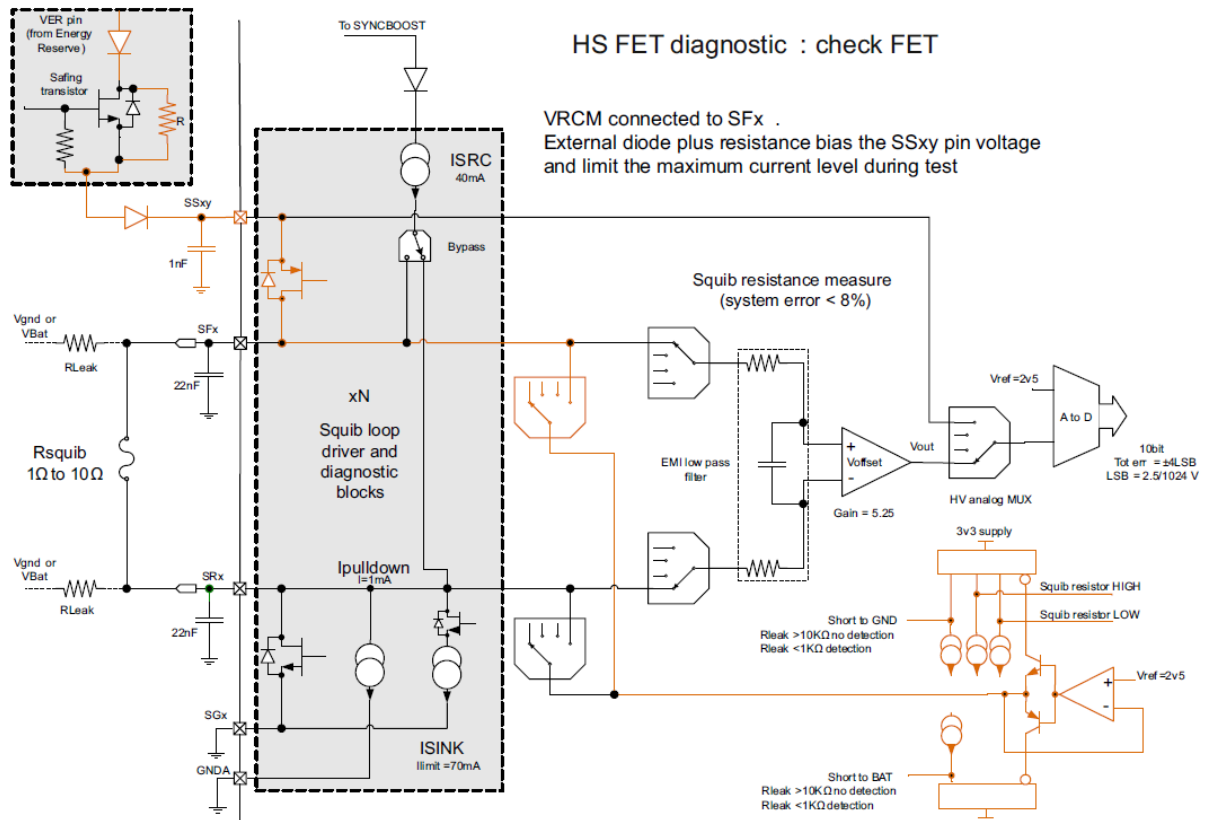 VER pin
(from Energy
Reserve)
Safing
transistor
R
To SYNCBOOST
HS FET diagnostic : check FET
VRCM connected to SFx .
External diode plus resistance bias the SSxy pin voltage
and limit the maximum current level during test
ISRC
40mA
SSxy
Bypass
1nF
Squib resistance measure
(system error < 8%)
Vgnd or
VBat
SFx
RLeak
22nF
xN
Squib loop
driver and
diagnostic
blocks
Rsquib
1Ω to 10Ω
EMI low pass
filter
+
Voffset
-
Gain = 5.25
Vout
HV analog MUX
Vref=2v5
A to D
10bit
Tot err = ±4LSB
LSB = 2.5/1024 V
3v3 supply
Squib resistor HIGH
Squib resistor LOW
Short to GND
Rleak >10KΩ no detection
Rleak <1KΩ detection
Vref=2v5
+
-
Short to BAT
Rleak >10KΩ no detection
Rleak <1KΩ detection
Vgnd or
VBat
SRx
RLeak
22nF
Ipulldown
I=1mA
SGx
GNDA
ISINK
Ilimit =70mA